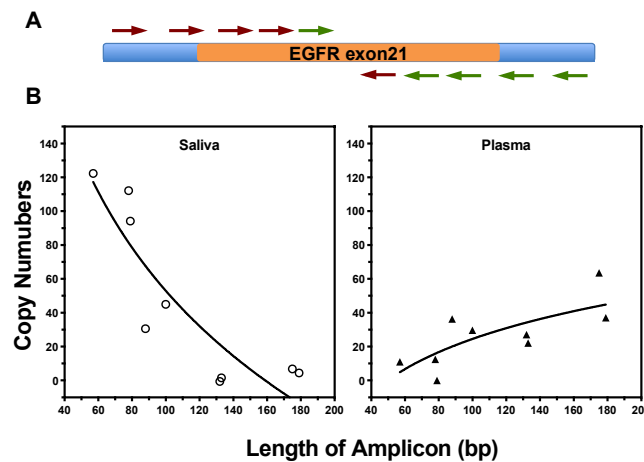 A
EGFR exon21
B
Saliva
Plasma
Copy Numubers
140
120
100
80
60
40
20
0
40 60 80 100 120 140 160 180 200
140
120
100
80
60
40
20
0
40 60 80 100 120 140 160 180 20
Length of Amplicon (bp)